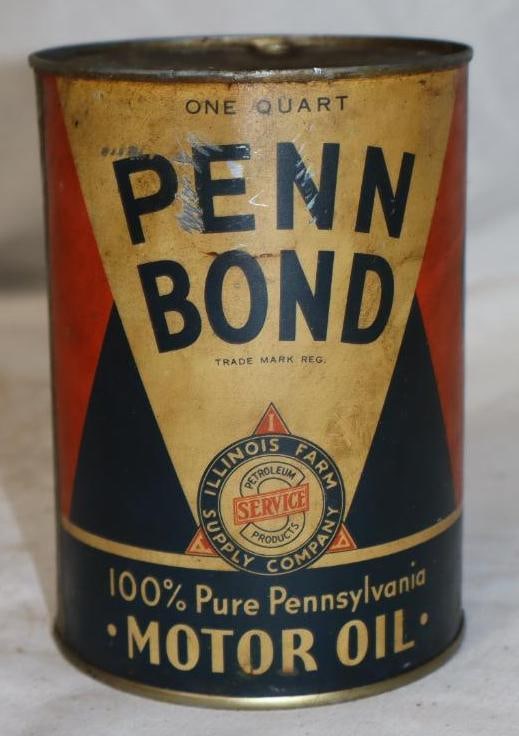 ONE QUART
PENN
BOND
TRADE MARK REG.
I
ILLINOIS FARM
PETROLEUM
SERVICE
PRODUCTS
SUPPLY COMPANY
100% Pure Pennsylvania
• MOTOR OIL •